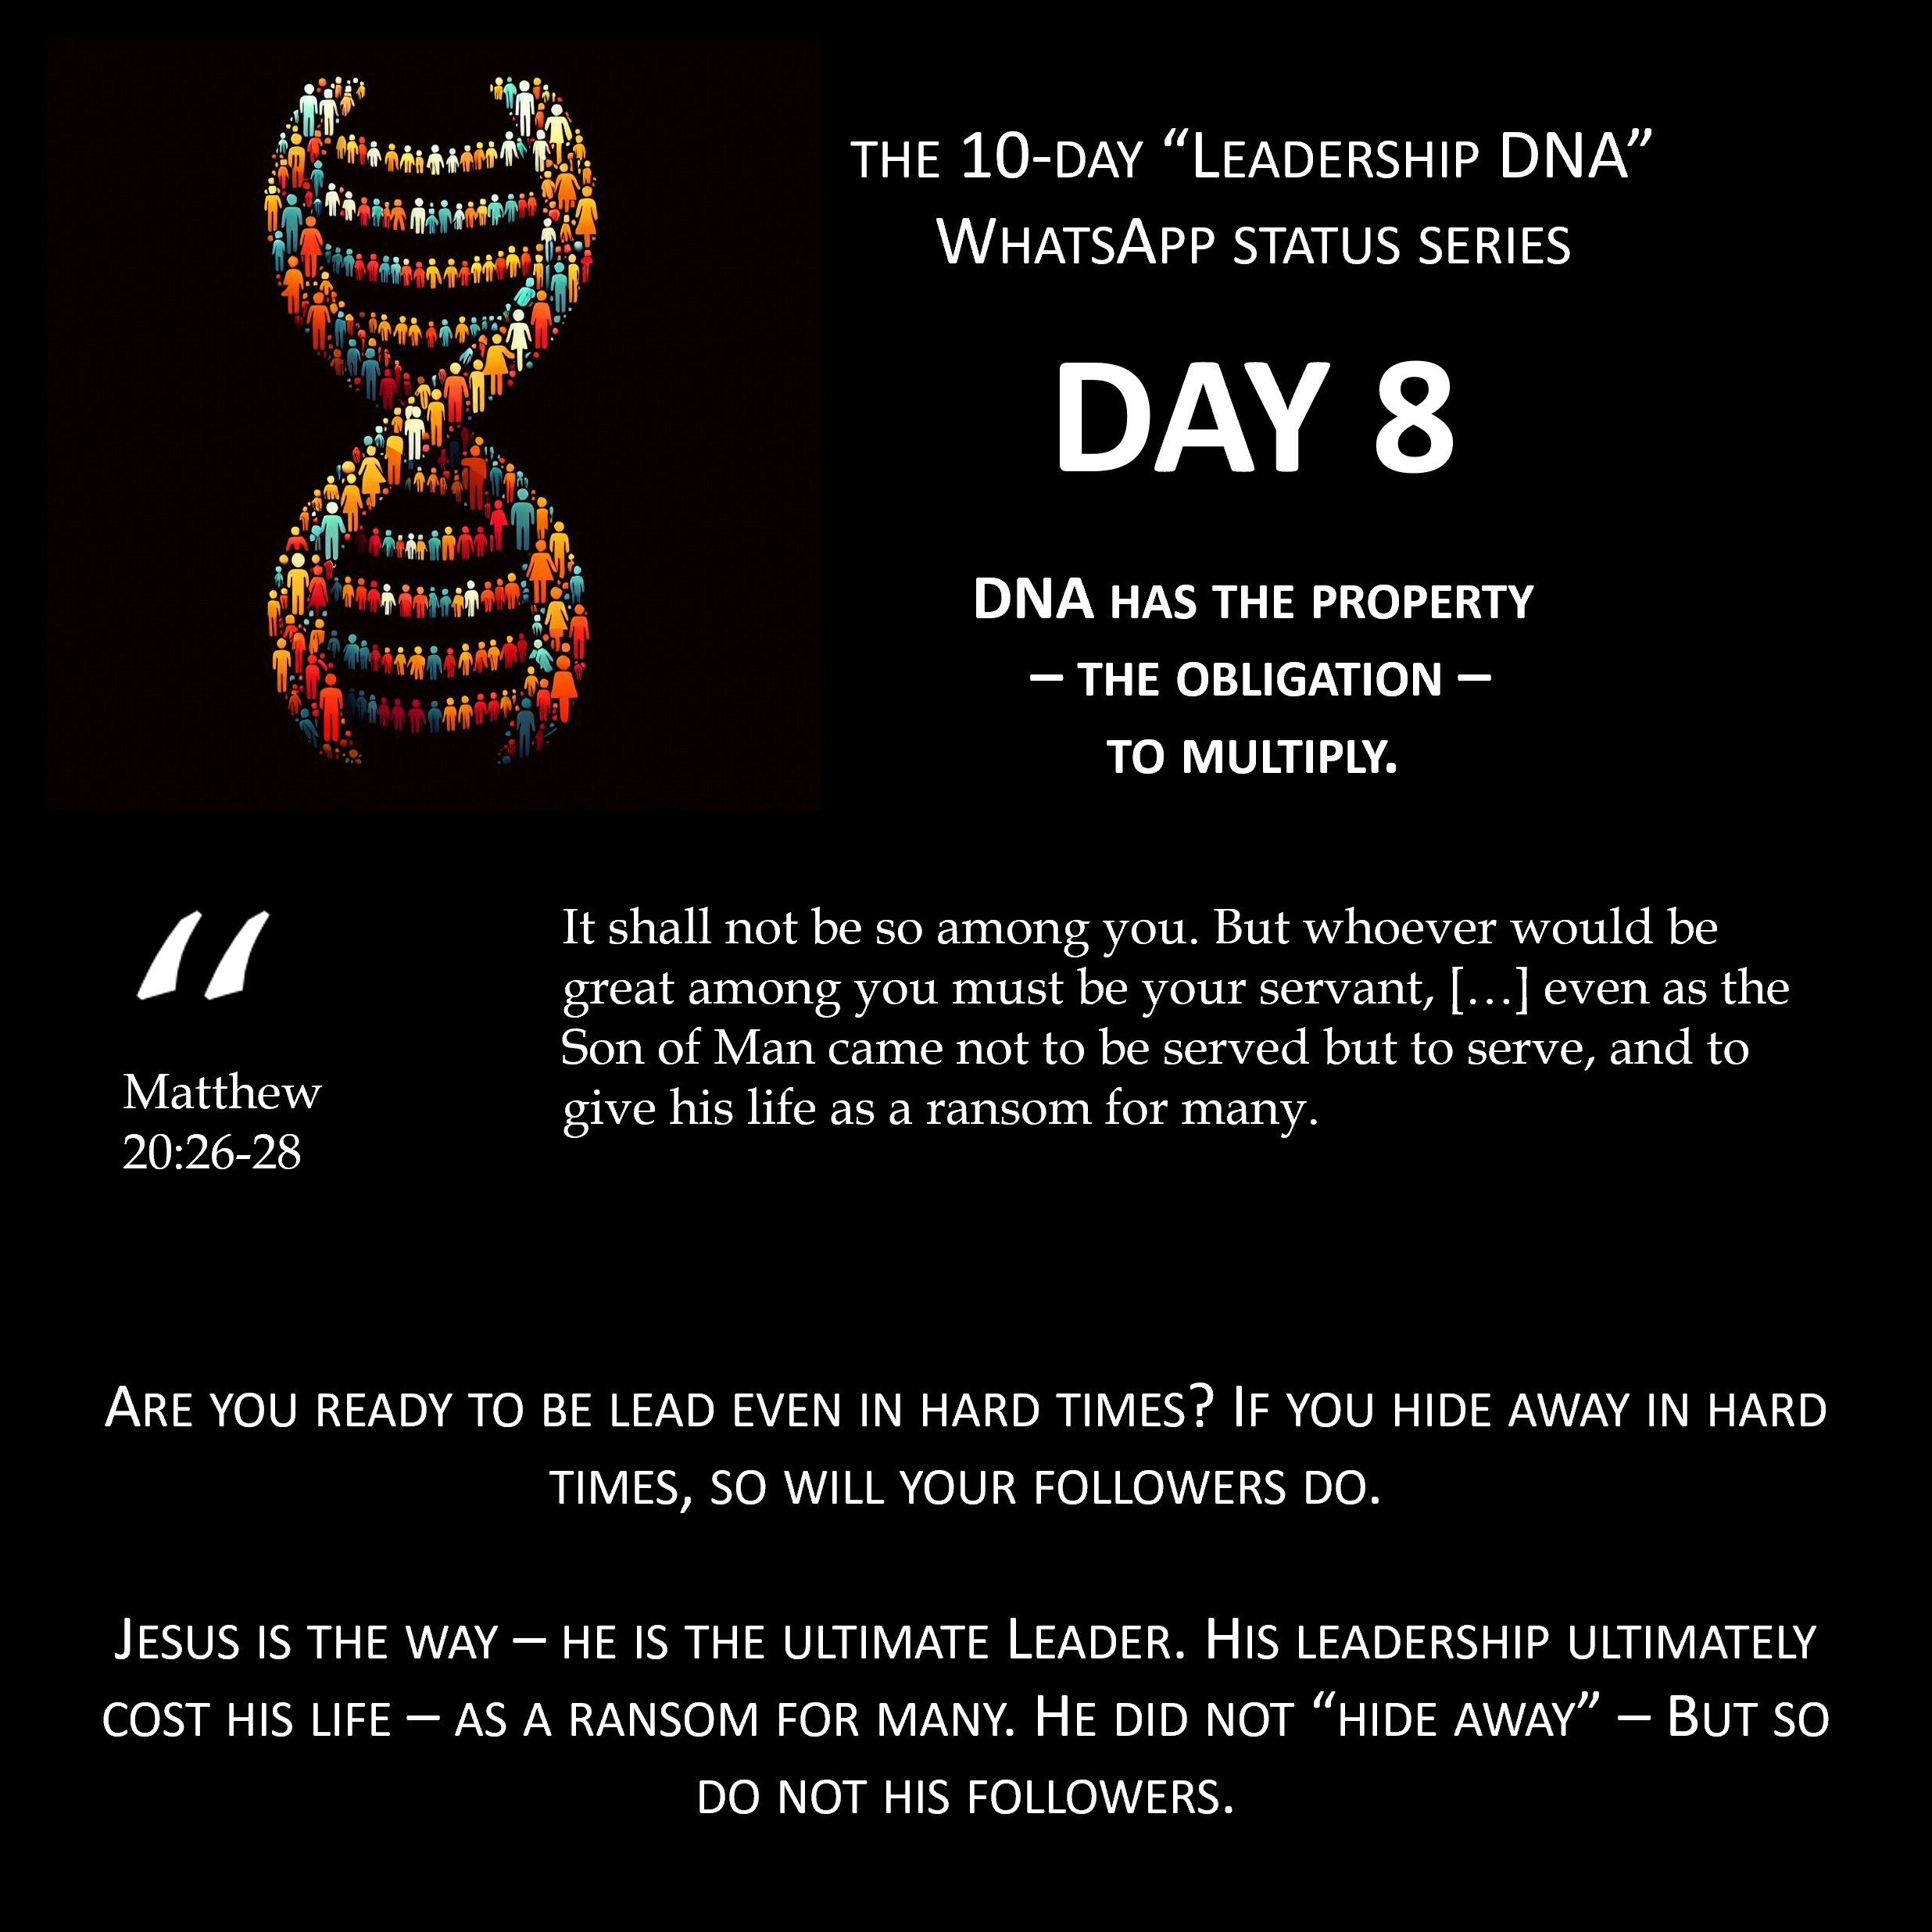 the 10-day “Leadership DNA”
WhatsApp status series
DAY 8
DNA has the property
– the obligation –
to multiply.
“
Matthew
20:26-28
It shall not be so among you. But whoever would be
great among you must be your servant, […] even as the
Son of Man came not to be served but to serve, and to
give his life as a ransom for many.
Are you ready to be lead even in hard times? If you hide away in hard
times, so will your followers do.
Jesus is the way – he is the ultimate Leader. His leadership ultimately
cost his life – as a ransom for many. He did not “hide away” – But so
do not his followers.